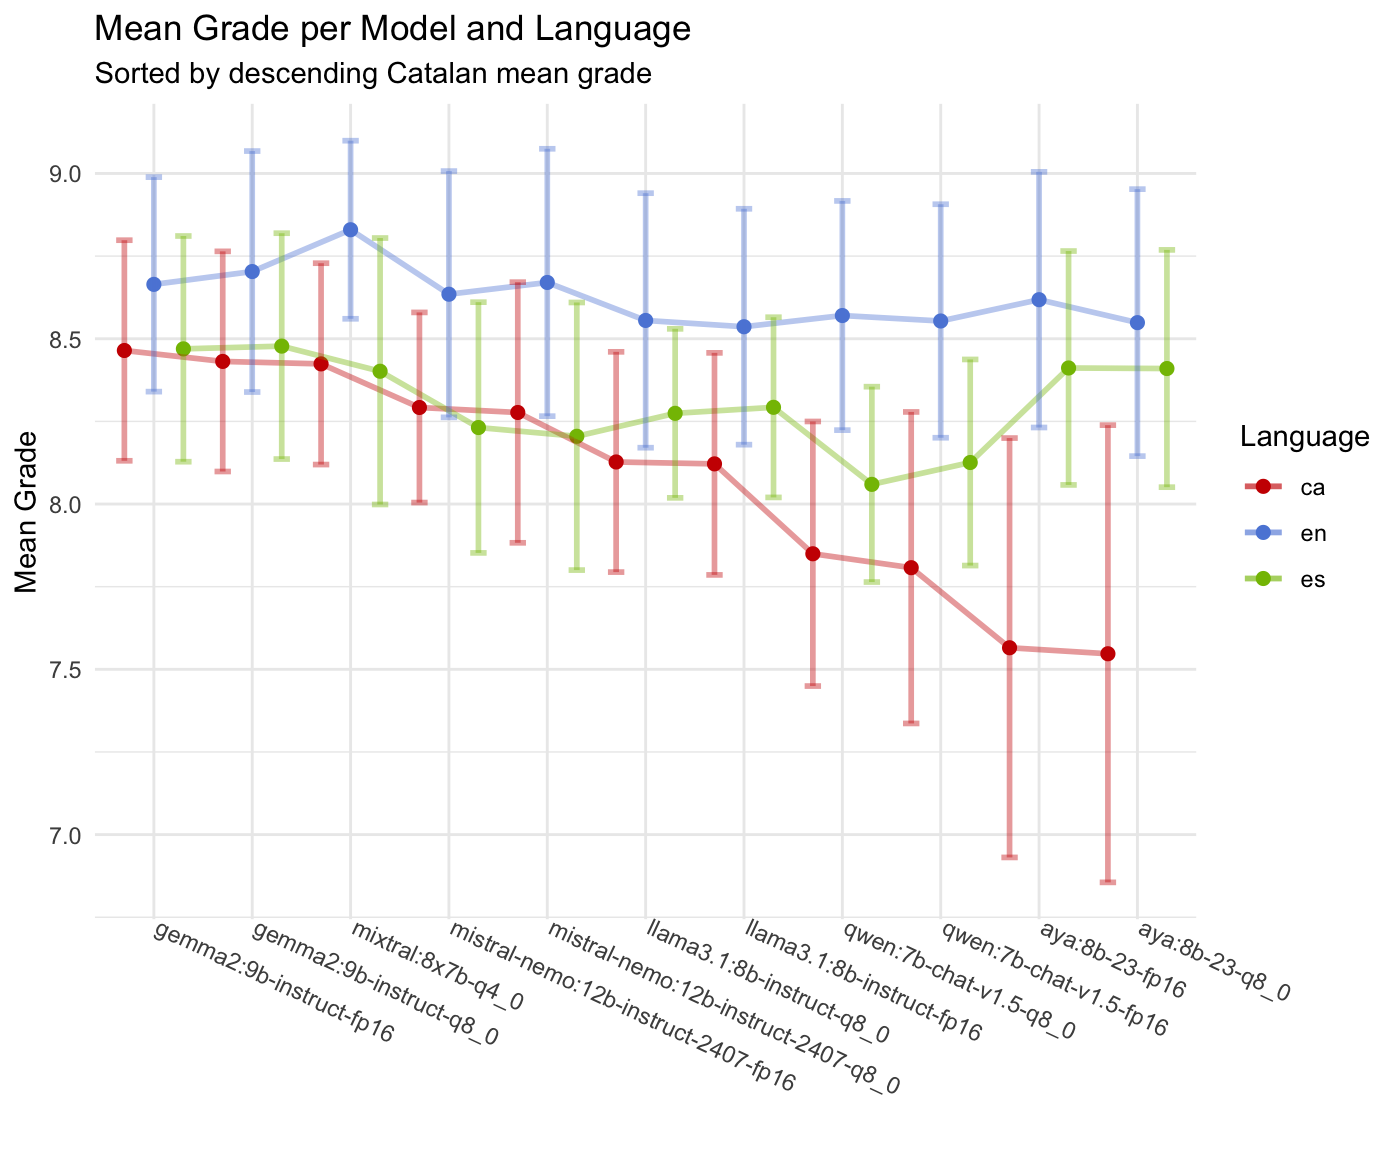 Mean Grade per Model and Language
Sorted by descending Catalan mean grade
Mean Grade
9.0
8.5
8.0
7.5
7.0
gemma2:9b-instruct-fp16
gemma2:9b-instruct-q8_0
mixtral:8x7b-q4_0
mistral-nemo:12b-instruct-2407-fp16
mistral-nemo:12b-instruct-2407-q8_0
llama3.1:8b-instruct-q8_0
llama3.1:8b-instruct-fp16
qwen:7b-chat-v1.5-q8_0
qwen:7b-chat-v1.5-fp16
aya:8b-23-fp16
aya:8b-23-q8_0
Language
ca
en
es